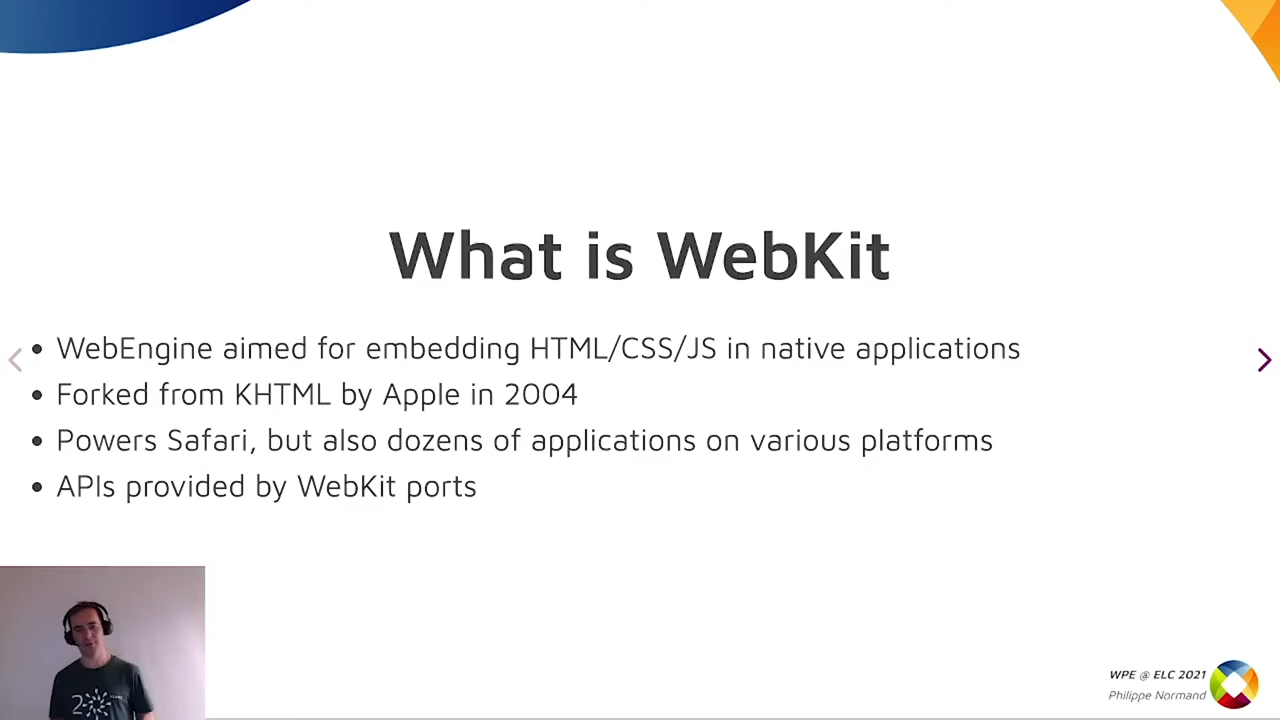 What is WebKit
WebEngine aimed for embedding HTML/CSS/JS in native applications
Forked from KHTML by Apple in 2004
Powers Safari, but also dozens of applications on various platforms
APIs provided by WebKit ports
20
WPE @ ELC 2021
Philippe Normand